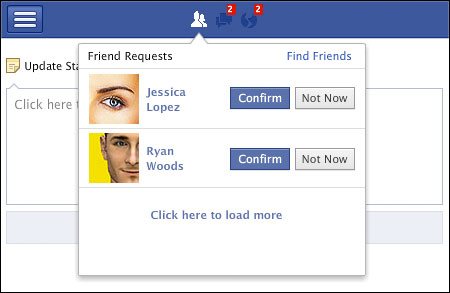 2 2
Friend Requests Find Friends
Update Sta
Click here t
Jessica
Lopez
Confirm Not Now
Ryan
Woods
Confirm Not Now
Click here to load more